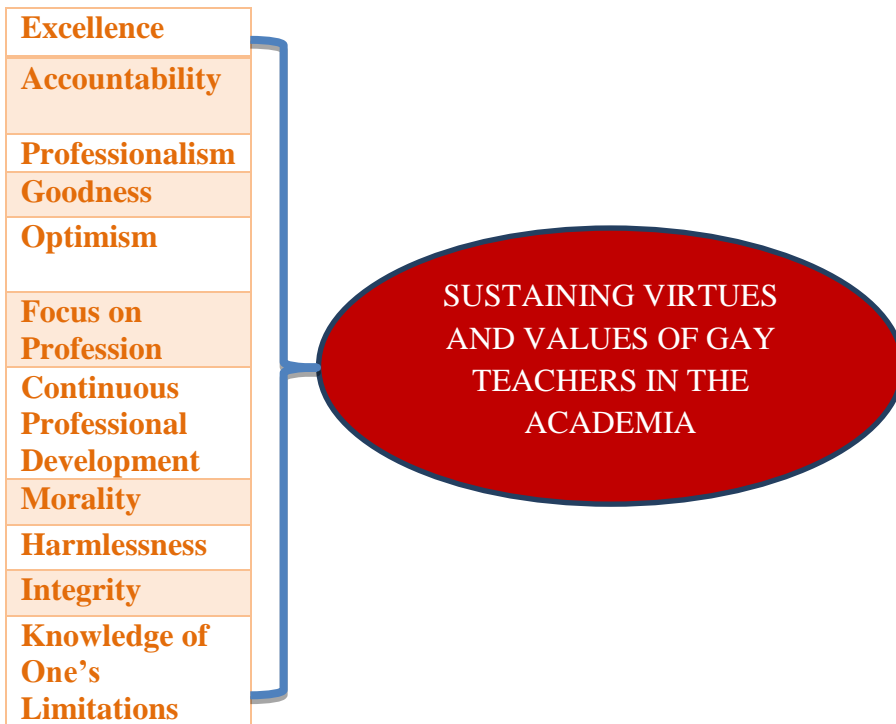 Excellence
Accountability
Professionalism
Goodness
Optimism
Focus on
Profession
Continuous
Professional
Development
Morality
Harmlessness
Integrity
Knowledge of
One’s
Limitations
SUSTAINING VIRTUES
AND VALUES OF GAY
TEACHERS IN THE
ACADEMIA